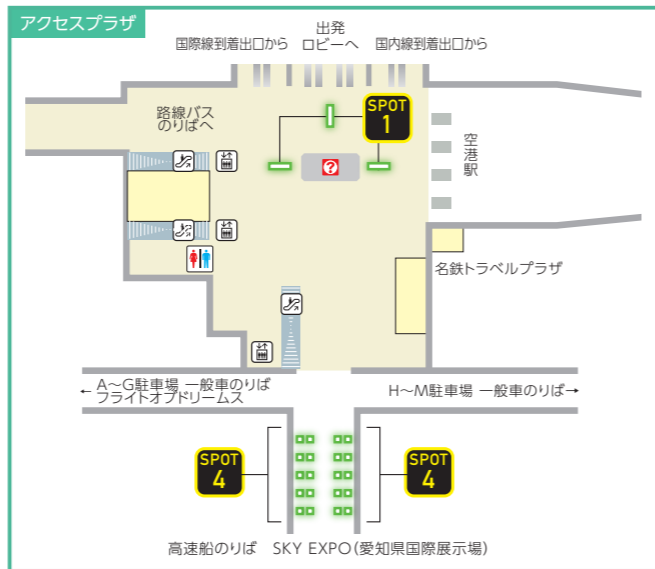 アクセスプラザ
出発
国際線到着出口から
ロビーへ
国内線到着出口から
路線バス
のりばへ
SPOT
1
?
空港駅
名鉄トラベルプラザ
← A〜G駐車場 一般車のりば
フライトオブドリームス
H〜M駐車場 一般車のりば→
SPOT
4
SPOT
4
高速船のりば SKY EXPO(愛知県国際展示場)